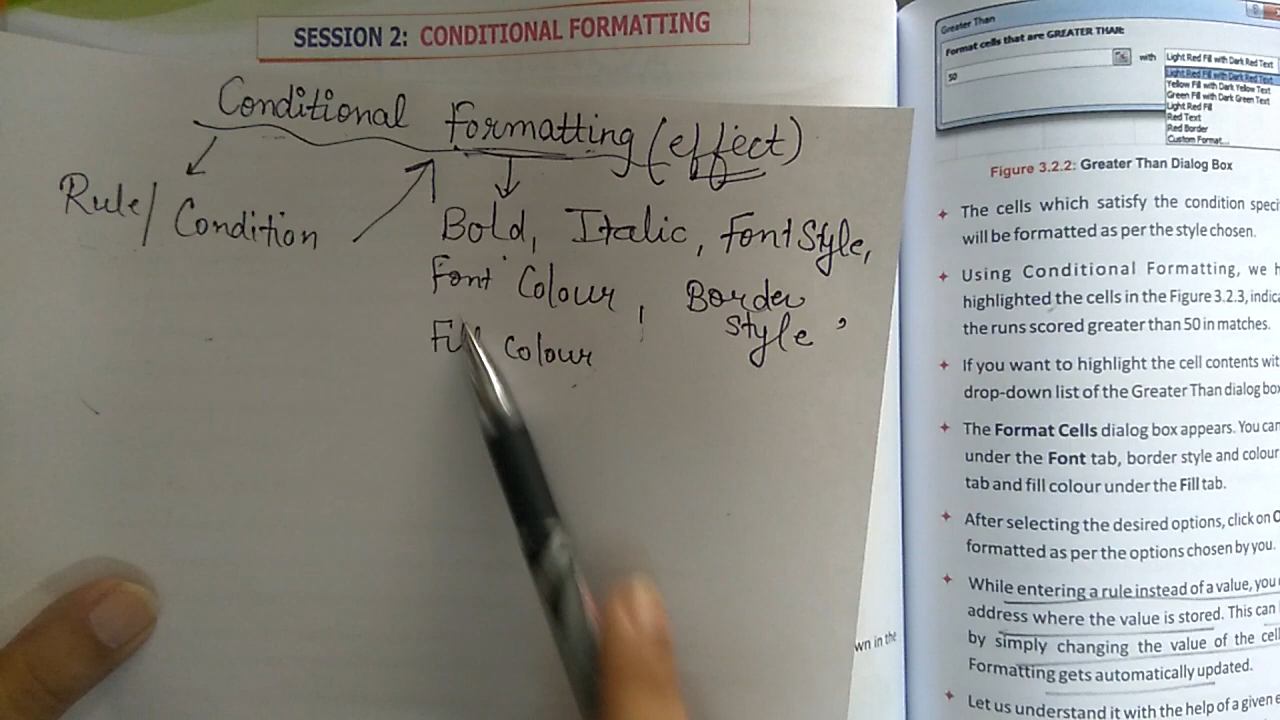 SESSION 2: CONDITIONAL FORMATTING
Conditional Formatting (effect)
Rule/ Condition
Bold, Italic, Font Style,
Font Colour, Border Style,
Fill Colour
wn in the
Greater Than
Format cells that are GREATER THAN:
50 with Light Red Fill with Dark Red Text
Light Red Fill with Dark Red Text
Yellow Fill with Dark Yellow Text
Green Fill with Dark Green Text
Light Red Fill
Red Text
Red Border
Custom Format...
Figure 3.2.2: Greater Than Dialog Box
The cells which satisfy the condition speci
will be formatted as per the style chosen.
Using Conditional Formatting, we h
highlighted the cells in the Figure 3.2.3, indica
the runs scored greater than 50 in matches.
If you want to highlight the cell contents wit
drop-down list of the Greater Than dialog box
The Format Cells dialog box appears. You can
under the Font tab, border style and colour
tab and fill colour under the Fill tab.
After selecting the desired options, click on O
formatted as per the options chosen by you.
While entering a rule instead of a value, you
address where the value is stored. This can
by simply changing the value of the cell
Formatting gets automatically updated.
Let us understand it with the help of a given e